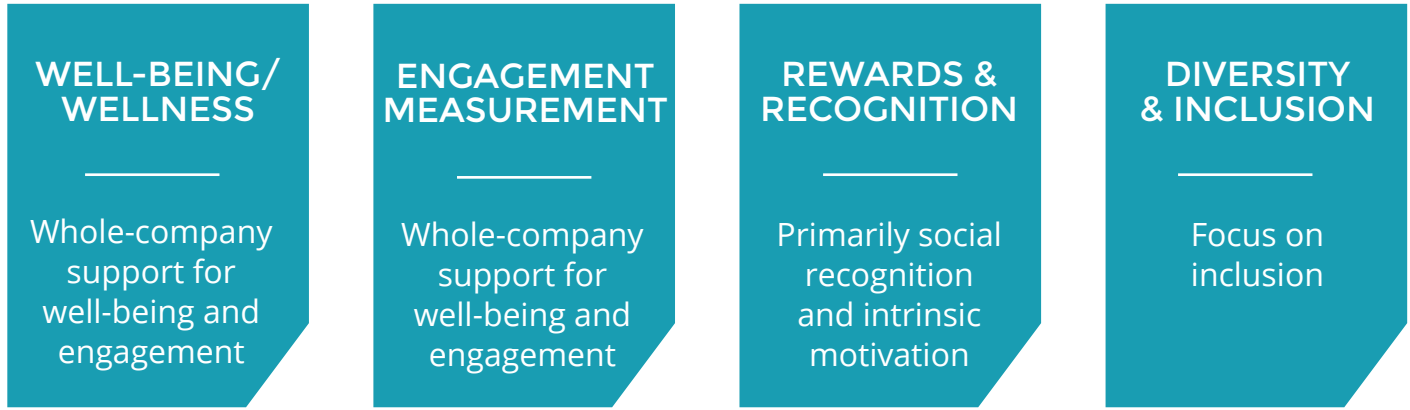 WELL-BEING/
WELLNESS
Whole-company
support for
well-being and
engagement
ENGAGEMENT
MEASUREMENT
Whole-company
support for
well-being and
engagement
REWARDS &
RECOGNITION
Primarily social
recognition
and intrinsic
motivation
DIVERSITY
& INCLUSION
Focus on
inclusion